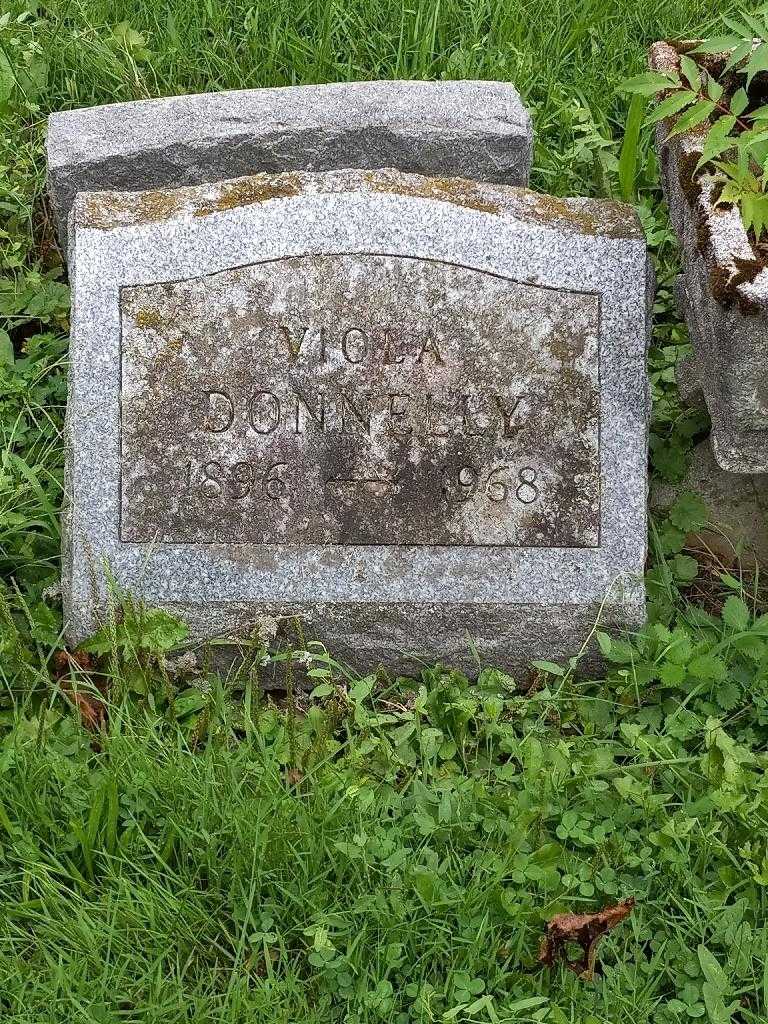 VIOLA
DONNELLY
1896 — 1968